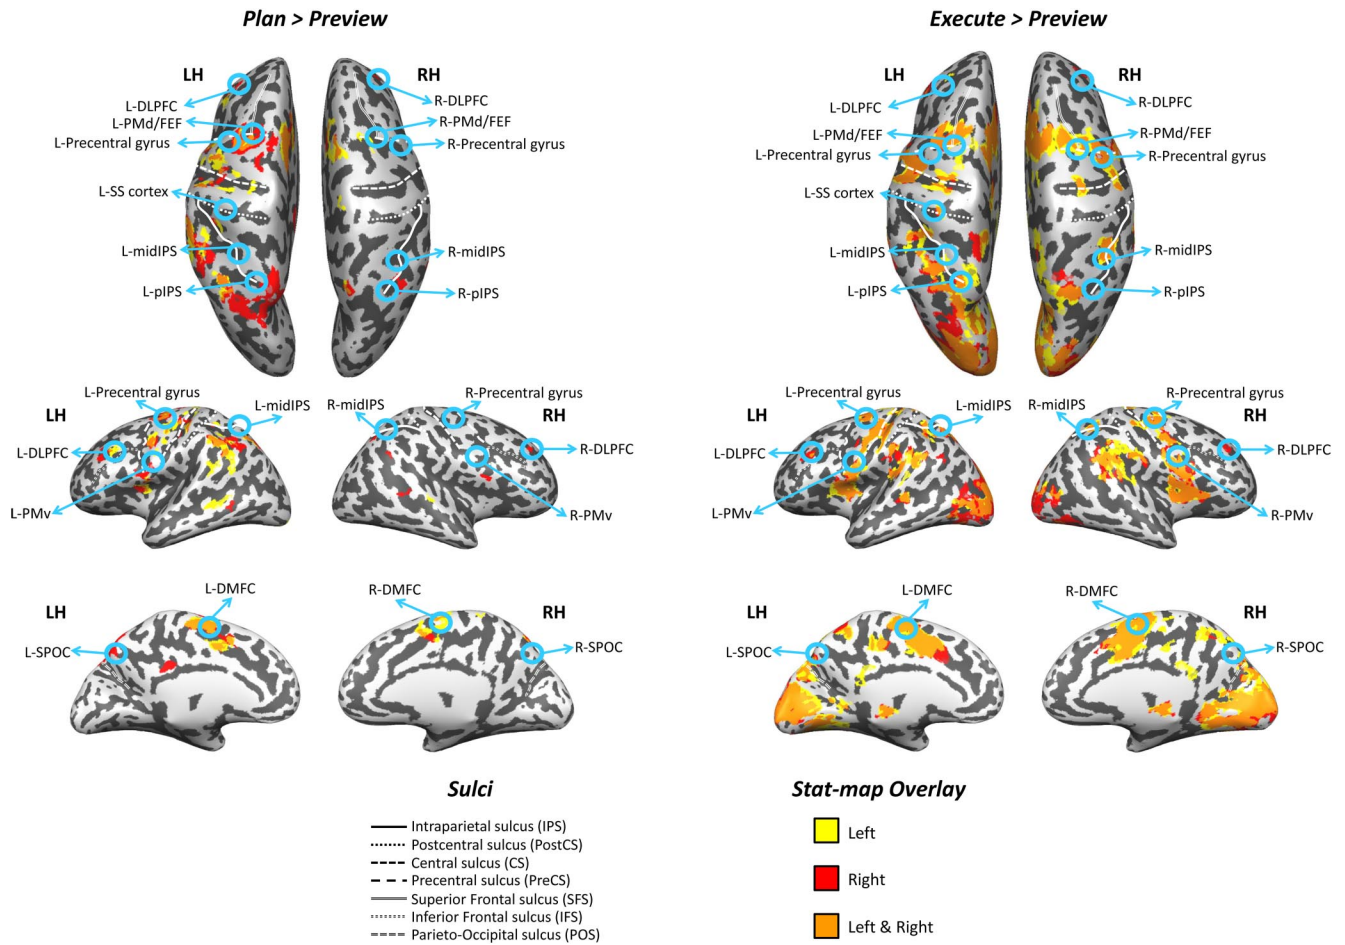 Plan > Preview
Execute > Preview
LH
RH
L-DLPFC
R-DLPFC
L-PMd/FEF
R-PMd/FEF
L-Precentral gyrus
R-Precentral gyrus
L-SS cortex
L-midIPS
R-midIPS
L-pIPS
R-pIPS
LH
RH
L-DLPFC
R-DLPFC
L-PMd/FEF
R-PMd/FEF
L-Precentral gyrus
R-Precentral gyrus
L-SS cortex
L-midIPS
R-midIPS
L-pIPS
R-pIPS
L-Precentral gyrus
LH
L-midIPS
L-DLPFC
L-PMv
R-midIPS
R-Precentral gyrus
RH
R-DLPFC
R-PMv
L-Precentral gyrus
LH
L-midIPS
L-DLPFC
L-PMv
R-midIPS
R-Precentral gyrus
RH
R-DLPFC
R-PMv
L-DMFC
LH
L-SPOC
R-DMFC
RH
R-SPOC
L-DMFC
LH
L-SPOC
R-DMFC
RH
R-SPOC
Sulci
Intraparietal sulcus (IPS)
Postcentral sulcus (PostCS)
Central sulcus (CS)
Precentral sulcus (PreCS)
Superior Frontal sulcus (SFS)
Inferior Frontal sulcus (IFS)
Parieto-Occipital sulcus (POS)
Stat-map Overlay
Left
Right
Left & Right